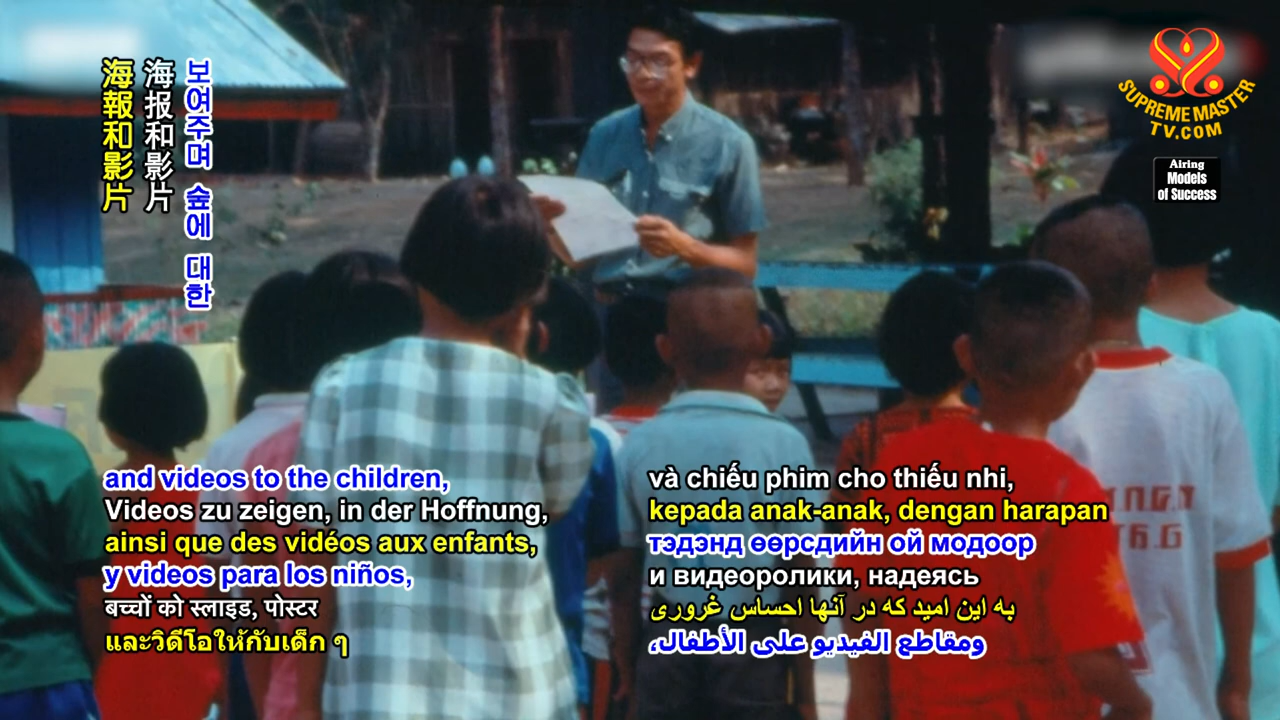 보여주며 숲에 대한
海报和影片
海報和影片
SUPREME MASTER
TV.COM
Airing
Models
of Success
and videos to the children,
Videos zu zeigen, in der Hoffnung,
ainsi que des vidéos aux enfants,
y videos para los niños,
बच्चों को स्लाइड, पोस्टर
และวิดีโอให้กับเด็ก ๆ
và chiếu phim cho thiếu nhi,
kepada anak-anak, dengan harapan
тэдэнд өөрсдийн ой модоор
и видеоролики, надеясь
به این امید که در آنها احساس غروری
ومقاطع الفيديو على الأطفال،